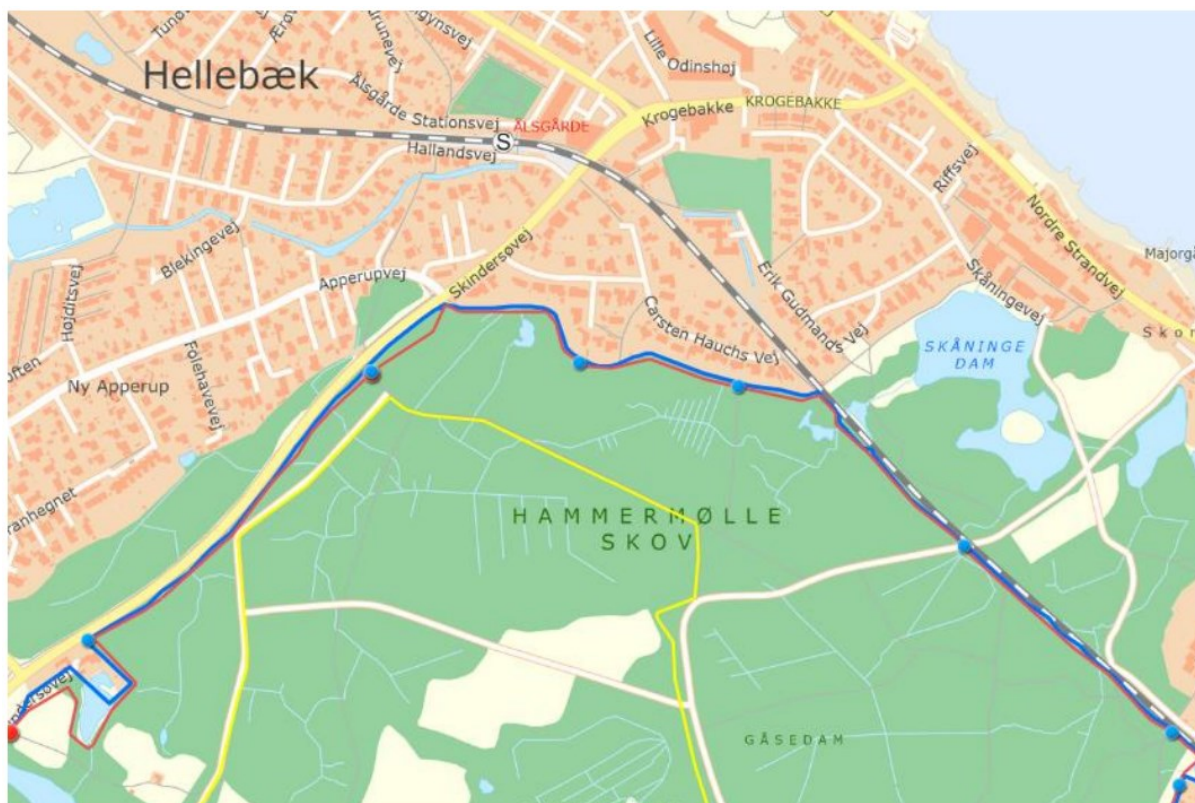 Hellebæk
Ålsgårde Stationsvej
ÅLSGÅRDE
S
Hallandsvej
Lille Odinshøj
Krogebakke
KROGEBAKKE
Riffsvej
Nordre Strandvej
Skåningevej
Blekingevej
Apperupvej
Skindersøvej
Højditsvej
Folehavevej
Ny Apperup
Carsten Hauchs Vej
Erik Gudmands Vej
SKÅNINGE
DAM
HAMMERMØLLE
SKOV
GÅSEDAM